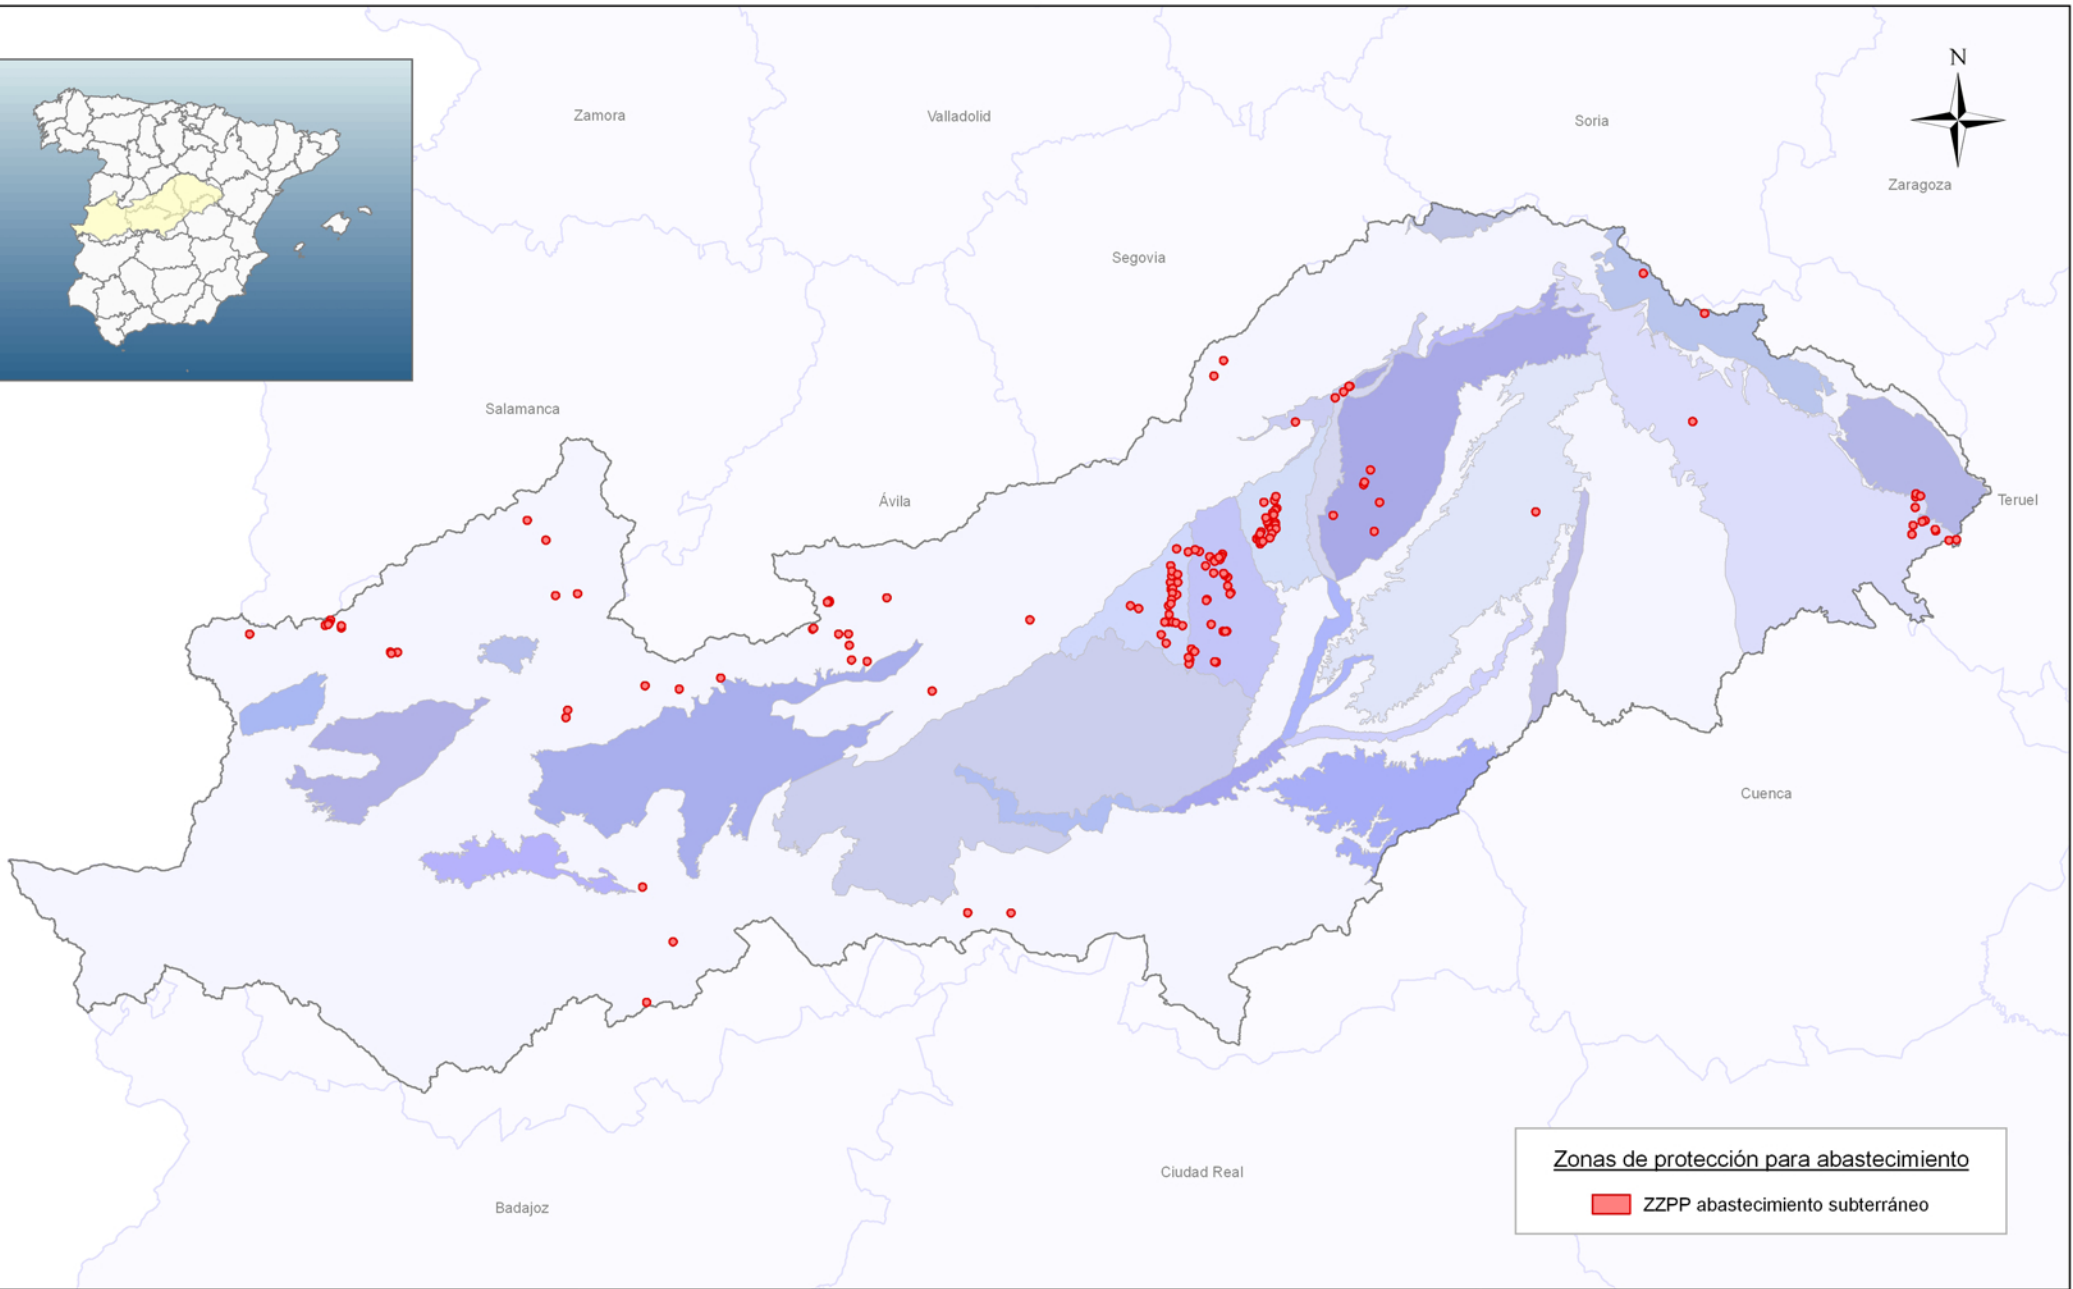 N
Zamora
Valladolid
Soria
Zaragoza
Segovia
Salamanca
Ávila
Teruel
Cuenca
Ciudad Real
Badajoz
Zonas de protección para abastecimiento
ZZPP abastecimiento subterráneo